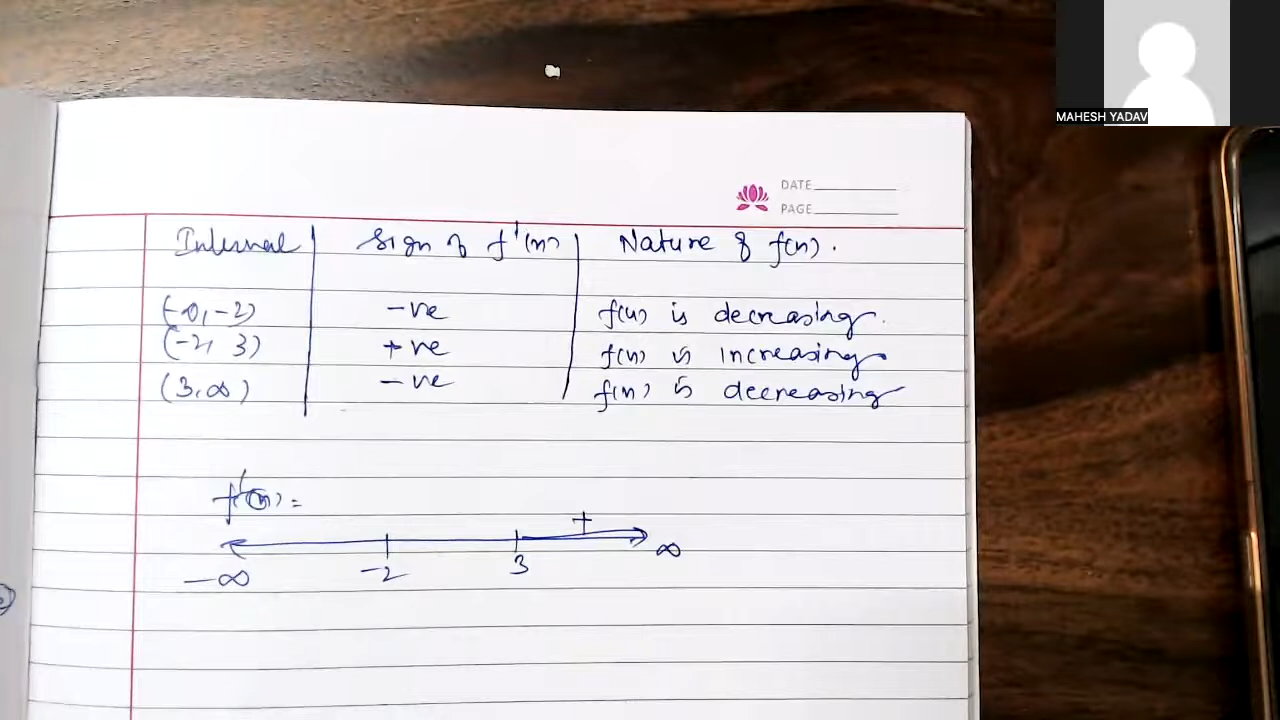 MAHESH YADAV
DATE
PAGE
Interval Sign of f'(x) Nature of f(x).
(-∞, -2) -ve f(x) is decreasing.
(-2, 3) +ve f(x) is increasing
(3, ∞) -ve f(x) is decreasing
f'(x) =
+
-∞ -2 3 ∞